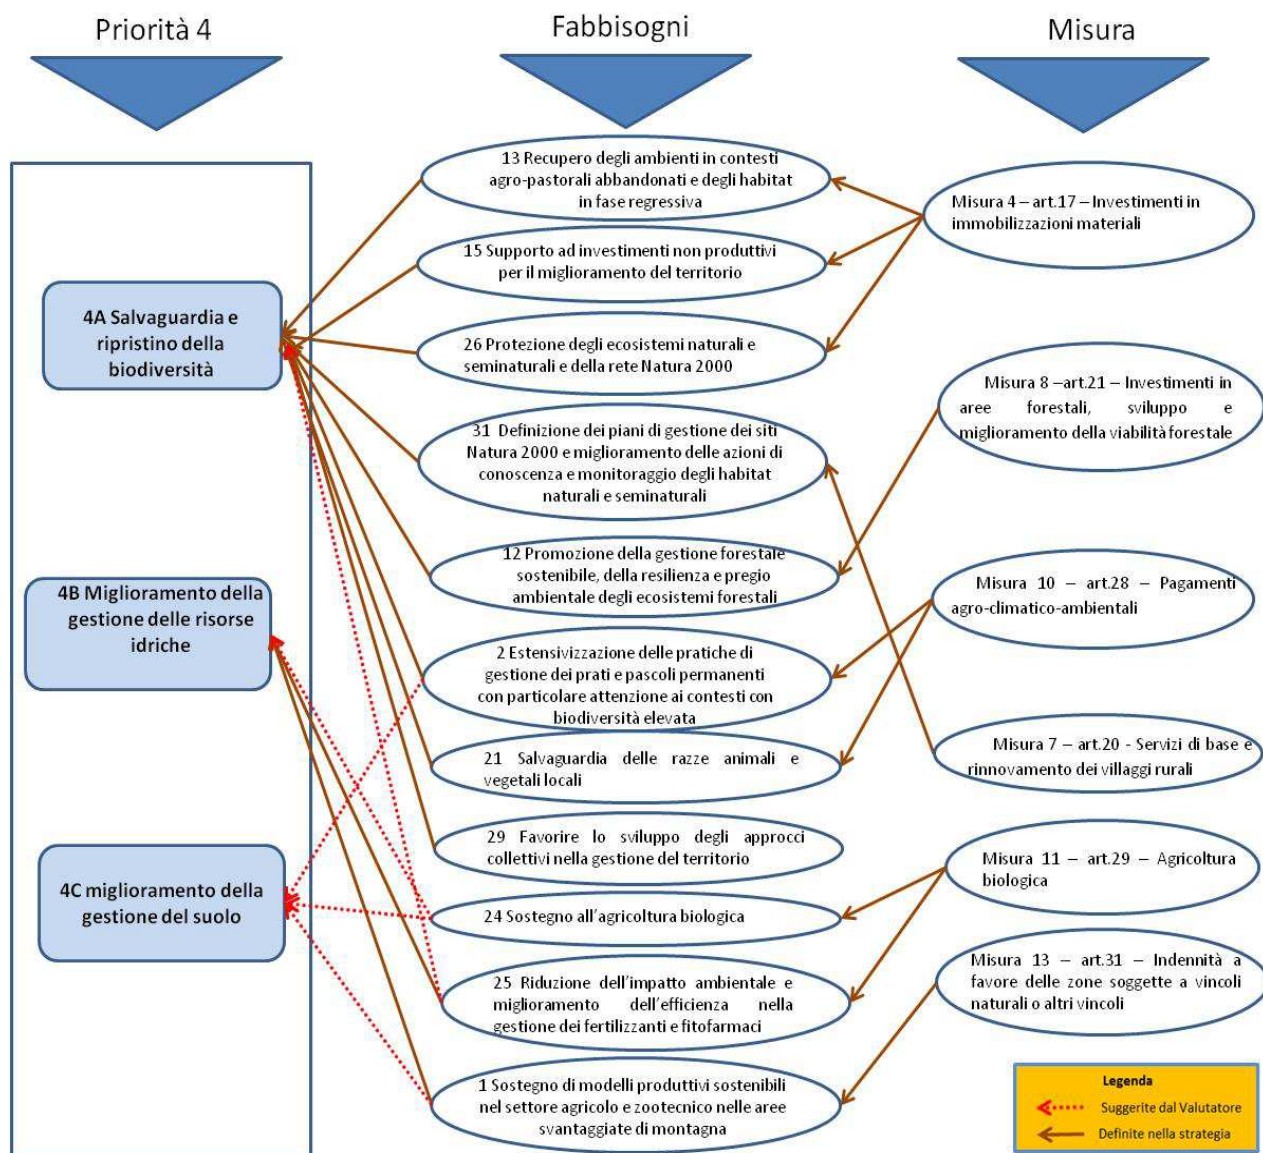 Priorità 4
Fabbisogni
Misura
4A Salvaguardia e
ripristino della
biodiversità
4B Miglioramento della
gestione delle risorse
idriche
4C miglioramento della
gestione del suolo
13 Recupero degli ambienti in contesti
agro-pastorali abbandonati e degli habitat
in fase regressiva
15 Supporto ad investimenti non produttivi
per il miglioramento del territorio
26 Protezione degli ecosistemi naturali e
seminaturali e della rete Natura 2000
31 Definizione dei piani di gestione dei siti
Natura 2000 e miglioramento delle azioni di
conoscenza e monitoraggio degli habitat
naturali e seminaturali
12 Promozione della gestione forestale
sostenibile, della resilienza e pregio
ambientale degli ecosistemi forestali
2 Estensivizzazione delle pratiche di
gestione dei prati e pascoli permanenti
con particolare attenzione ai contesti con
biodiversità elevata
21 Salvaguardia delle razze animali e
vegetali locali
29 Favorire lo sviluppo degli approcci
collettivi nella gestione del territorio
24 Sostegno all'agricoltura biologica
25 Riduzione dell'impatto ambientale e
miglioramento dell'efficienza nella
gestione dei fertilizzanti e fitofarmaci
1 Sostegno di modelli produttivi sostenibili
nel settore agricolo e zootecnico nelle aree
svantaggiate di montagna
Misura 4 – art.17 – Investimenti in
immobilizzazioni materiali
Misura 8 –art.21 – Investimenti in
aree forestali, sviluppo e
miglioramento della viabilità forestale
Misura 10 – art.28 – Pagamenti
agro-climatico-ambientali
Misura 7 – art.20 - Servizi di base e
rinnovamento dei villaggi rurali
Misura 11 – art.29 – Agricoltura
biologica
Misura 13 – art.31 – Indennità a
favore delle zone soggette a vincoli
naturali o altri vincoli
Legenda
Suggerite dal Valutatore
Definite nella strategia